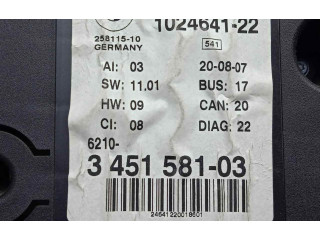 1024641-22
258115-10
GERMANY
541
AI: 03 20-08-07
SW: 11.01 BUS: 17
HW: 09 CAN: 20
CI: 08 DIAG: 22
6210-
3 451 581-03
24641220018601